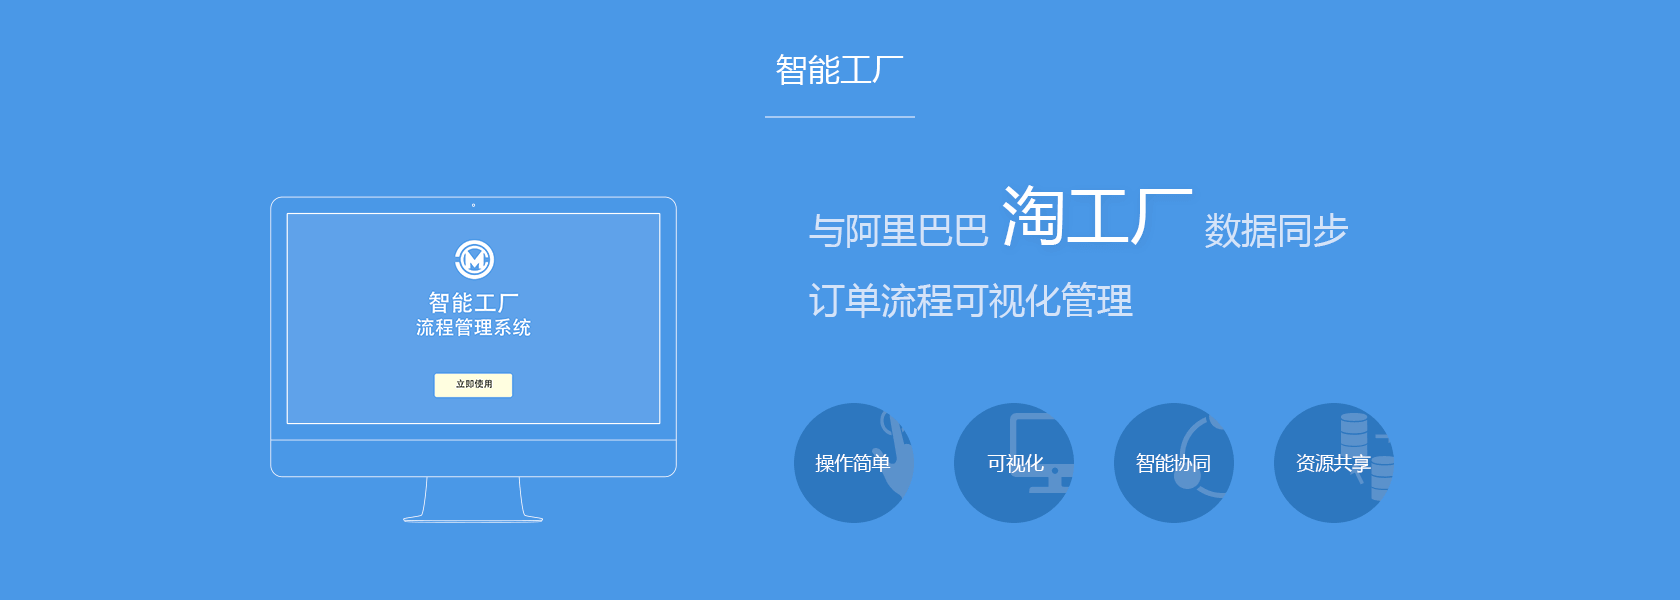 智能工厂
与阿里巴巴 淘工厂 数据同步
订单流程可视化管理
智能工厂
流程管理系统
立即使用
操作简单
可视化
智能协同
资源共享